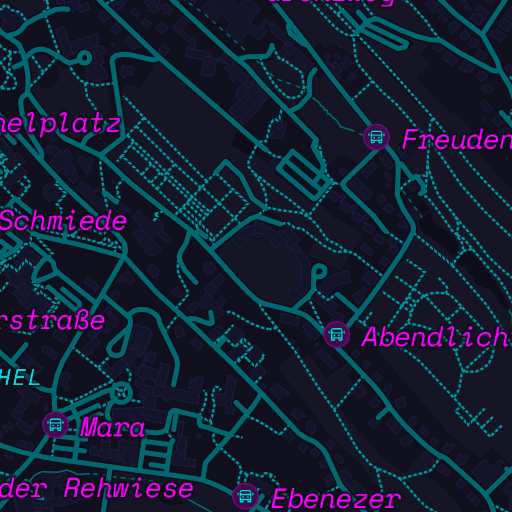 helplatz
Freuden
Schmiede
rstraße
Abendlich
HEL
Mara
der Rehwiese
Ebenezer